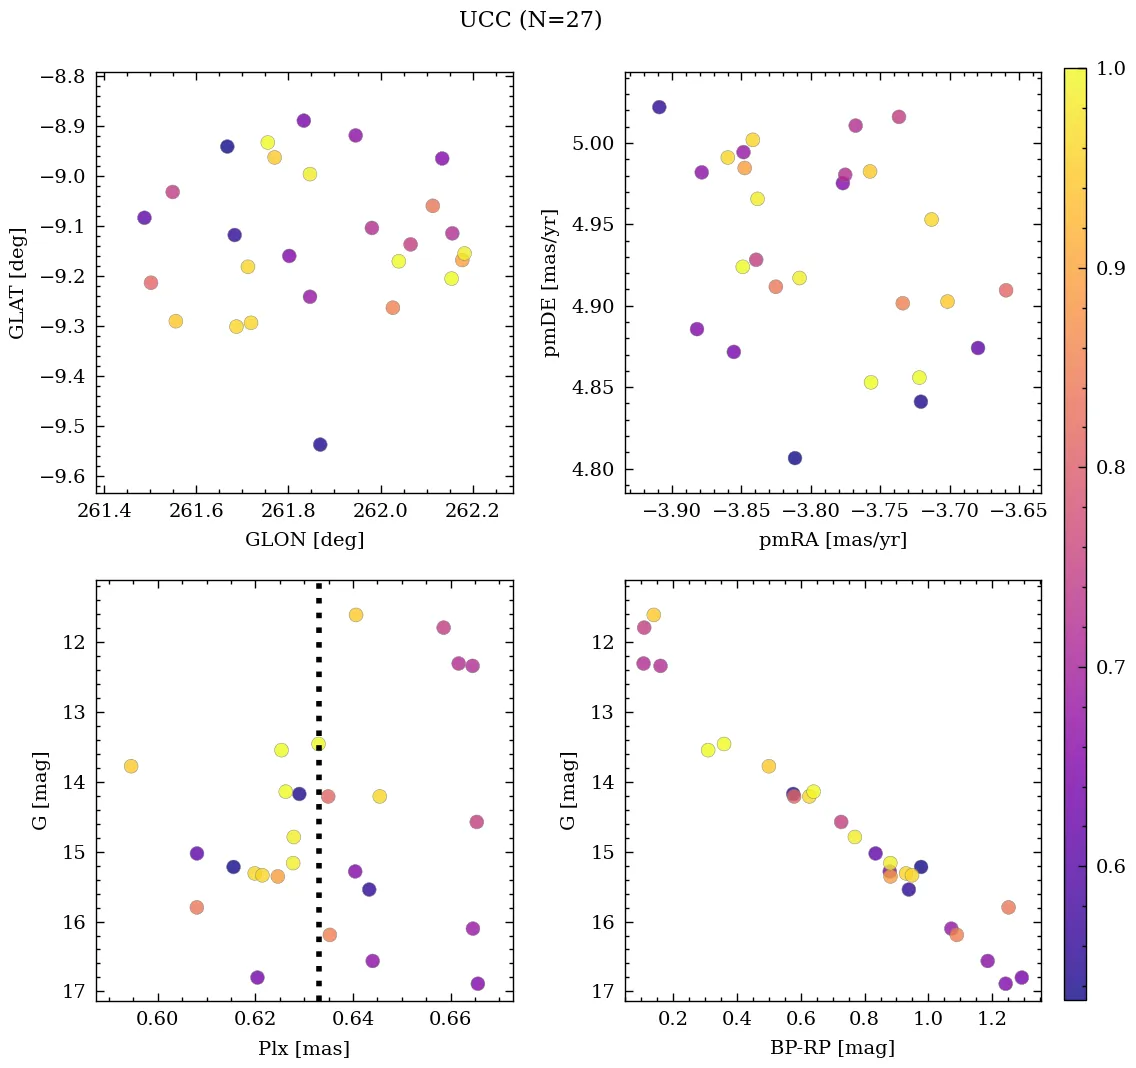 UCC (N=27)
−8.8
−8.9
−9.0
−9.1
−9.2
−9.3
−9.4
−9.5
−9.6
GLAT [deg]
261.4 261.6 261.8 262.0 262.2
GLON [deg]
5.00
4.95
4.90
4.85
4.80
pmDE [mas/yr]
−3.90 −3.85 −3.80 −3.75 −3.70 −3.65
pmRA [mas/yr]
12
13
14
15
16
17
G [mag]
0.60 0.62 0.64 0.66
Plx [mas]
12
13
14
15
16
17
G [mag]
0.2 0.4 0.6 0.8 1.0 1.2
BP-RP [mag]
1.0
0.9
0.8
0.7
0.6